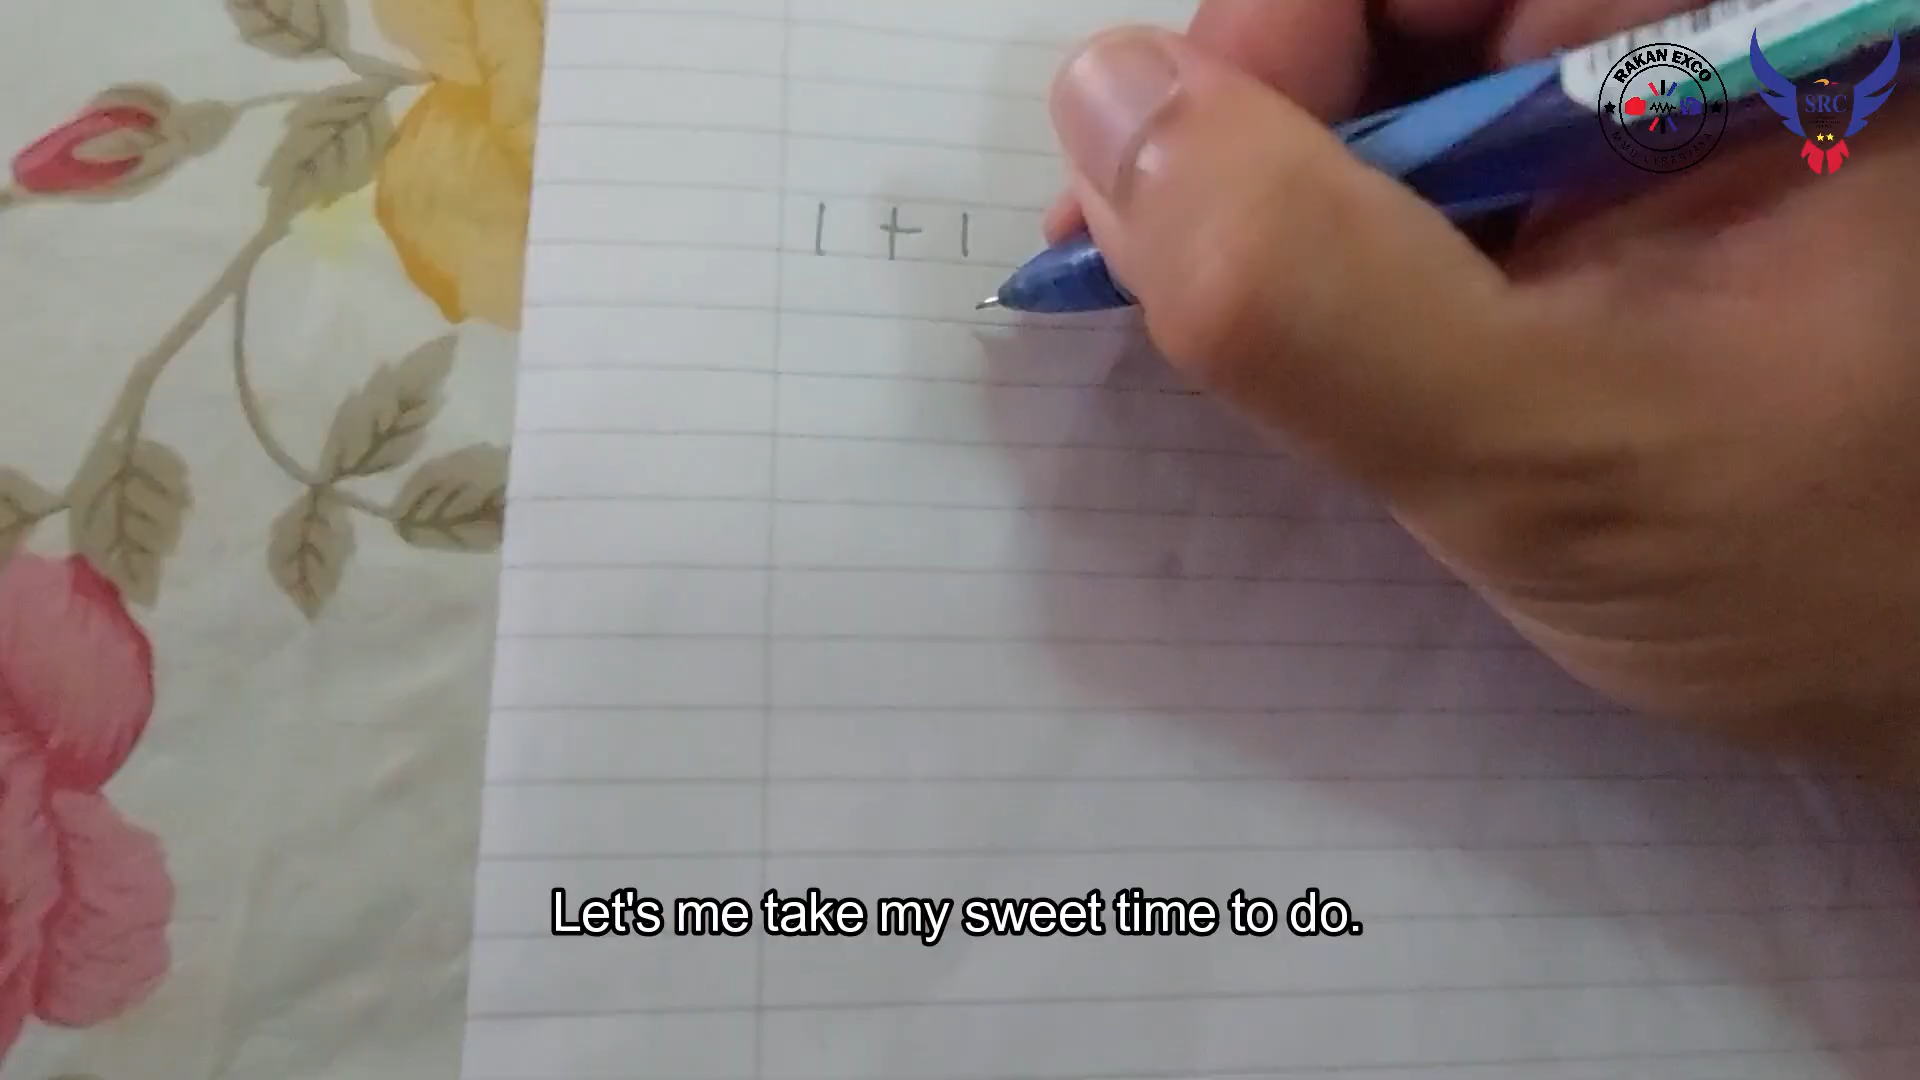 RAKAN EXCO
SRC
1 + 1
Let's me take my sweet time to do.